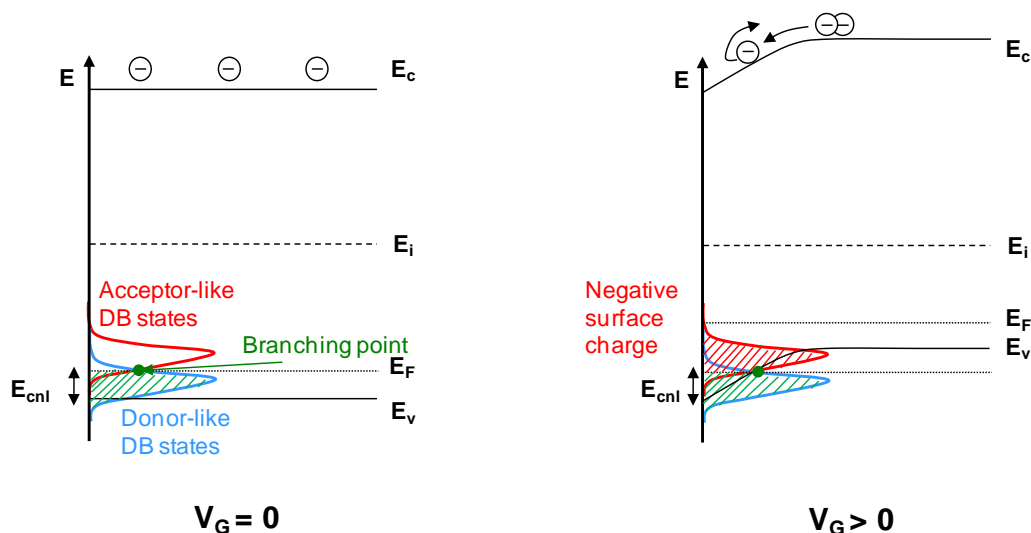 E
E_c
E_i
Acceptor-like
DB states
Branching point
E_F
E_cnl
E_v
Donor-like
DB states
V_G = 0
E
E_c
E_i
Negative
surface
charge
E_F
E_v
E_cnl
V_G > 0